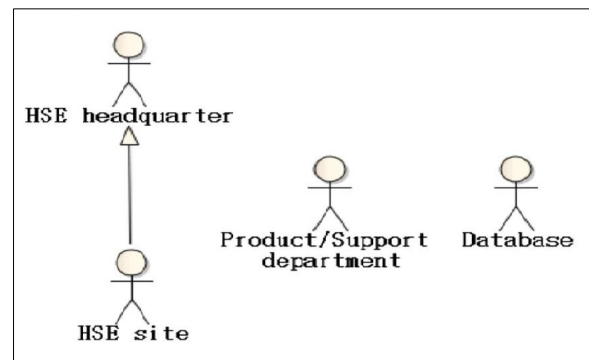 HSE headquarter
Product/Support
department
Database
HSE site